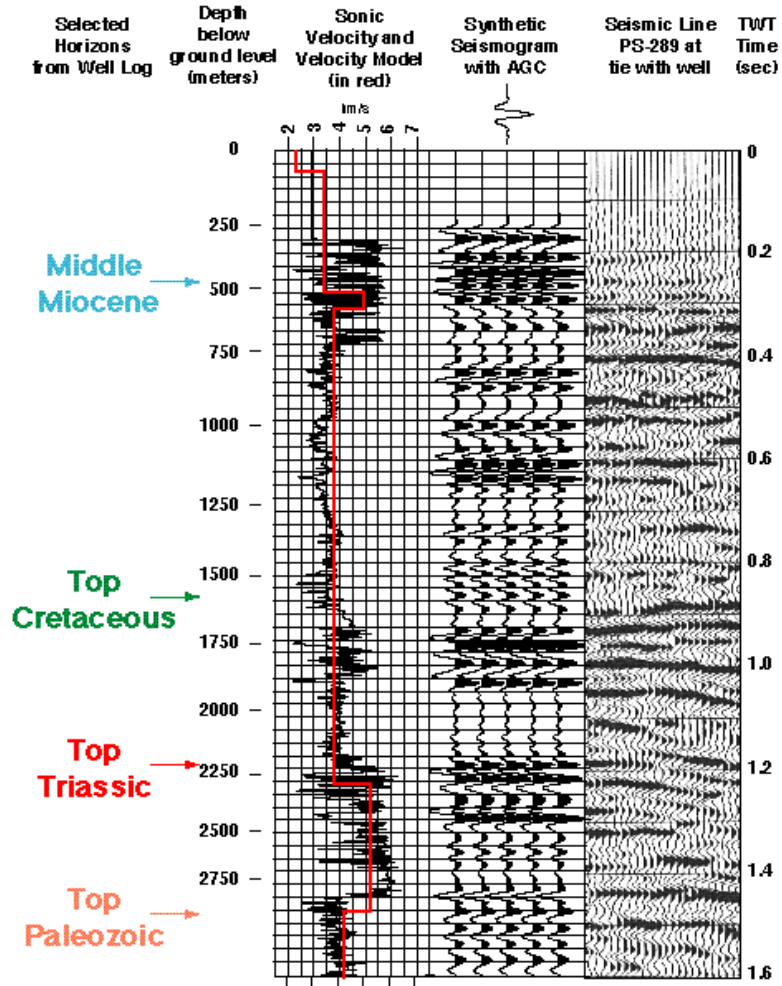 Selected
Horizons
from Well Log
Depth
below
ground level
(meters)
Sonic
Velocity and
Velocity Model
(in red)
Synthetic
Seismogram
with AGC
Seismic Line
PS-289 at
tie with well
TWT
Time
(sec)
km/s
2 3 4 5 6 7
0
250
500
750
1000
1250
1500
1750
2000
2250
2500
2750
Middle
Miocene
Top
Cretaceous
Top
Triassic
Top
Paleozoic
0
0.2
0.4
0.6
0.8
1.0
1.2
1.4
1.6